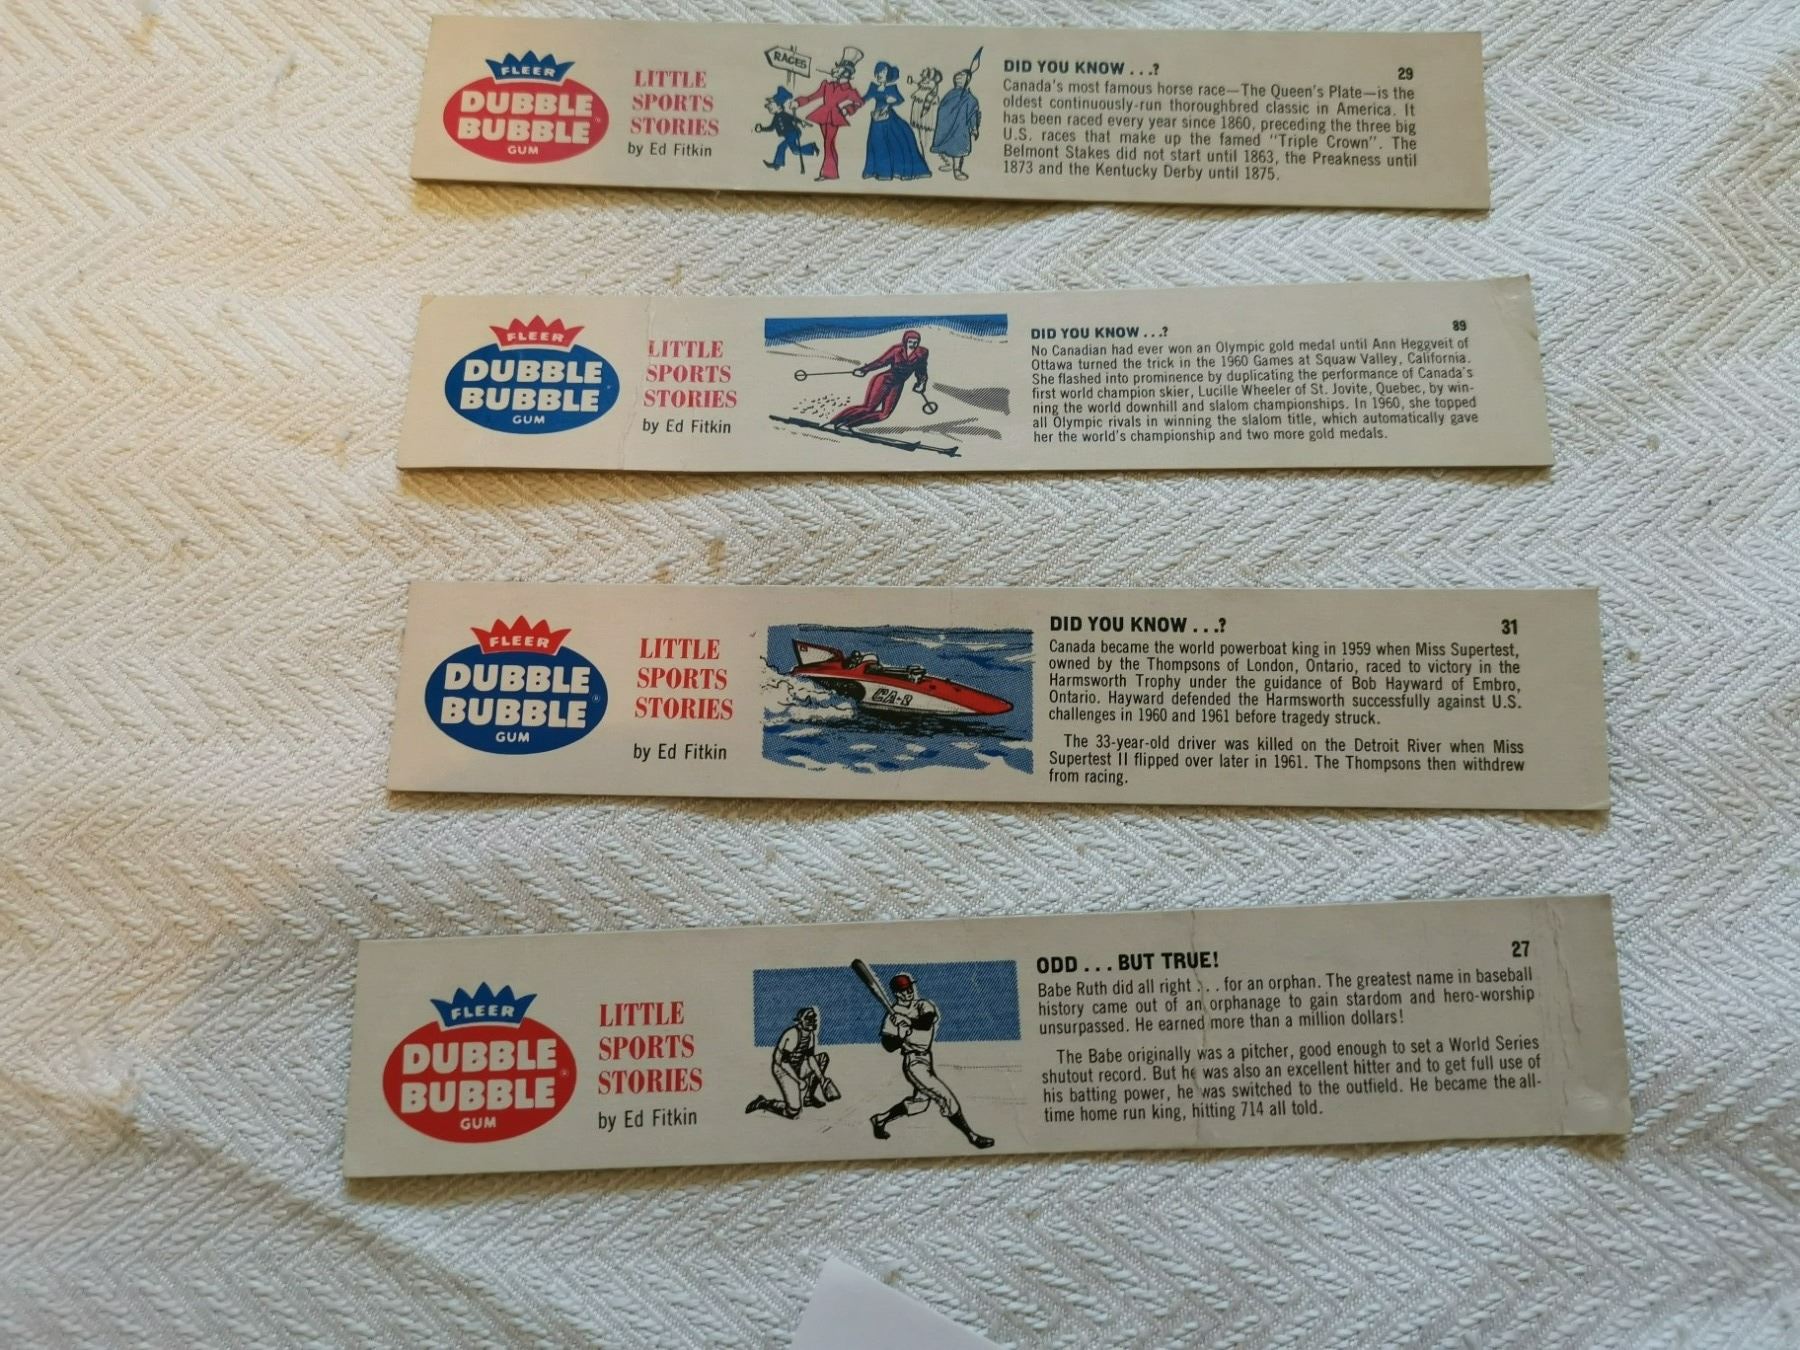 FLEER
DUBBLE
BUBBLE
GUM
LITTLE
SPORTS
STORIES
by Ed Fitkin
RACES
DID YOU KNOW . . .?
29
Canada's most famous horse race—The Queen's Plate—is the
oldest continuously-run thoroughbred classic in America. It
has been raced every year since 1860, preceding the three big
U.S. races that make up the famed "Triple Crown". The
Belmont Stakes did not start until 1863, the Preakness until
1873 and the Kentucky Derby until 1875.
FLEER
DUBBLE
BUBBLE
GUM
LITTLE
SPORTS
STORIES
by Ed Fitkin
DID YOU KNOW . . .?
89
No Canadian had ever won an Olympic gold medal until Ann Heggveit of
Ottawa turned the trick in the 1960 Games at Squaw Valley, California.
She flashed into prominence by duplicating the performance of Canada's
first world champion skier, Lucille Wheeler of St. Jovite, Quebec, by win-
ning the world downhill and slalom championships. In 1960, she topped
all Olympic rivals in winning the slalom title, which automatically gave
her the world's championship and two more gold medals.
FLEER
DUBBLE
BUBBLE®
GUM
LITTLE
SPORTS
STORIES
by Ed Fitkin
CA-3
DID YOU KNOW . . .?
31
Canada became the world powerboat king in 1959 when Miss Supertest,
owned by the Thompsons of London, Ontario, raced to victory in the
Harmsworth Trophy under the guidance of Bob Hayward of Embro,
Ontario. Hayward defended the Harmsworth successfully against U.S.
challenges in 1960 and 1961 before tragedy struck.
The 33-year-old driver was killed on the Detroit River when Miss
Supertest II flipped over later in 1961. The Thompsons then withdrew
from racing.
FLEER
DUBBLE
BUBBLE®
GUM
LITTLE
SPORTS
STORIES
by Ed Fitkin
ODD . . . BUT TRUE!
27
Babe Ruth did all right . . . for an orphan. The greatest name in baseball
history came out of an orphanage to gain stardom and hero-worship
unsurpassed. He earned more than a million dollars!
The Babe originally was a pitcher, good enough to set a World Series
shutout record. But he was also an excellent hitter and to get full use of
his batting power, he was switched to the outfield. He became the all-
time home run king, hitting 714 all told.